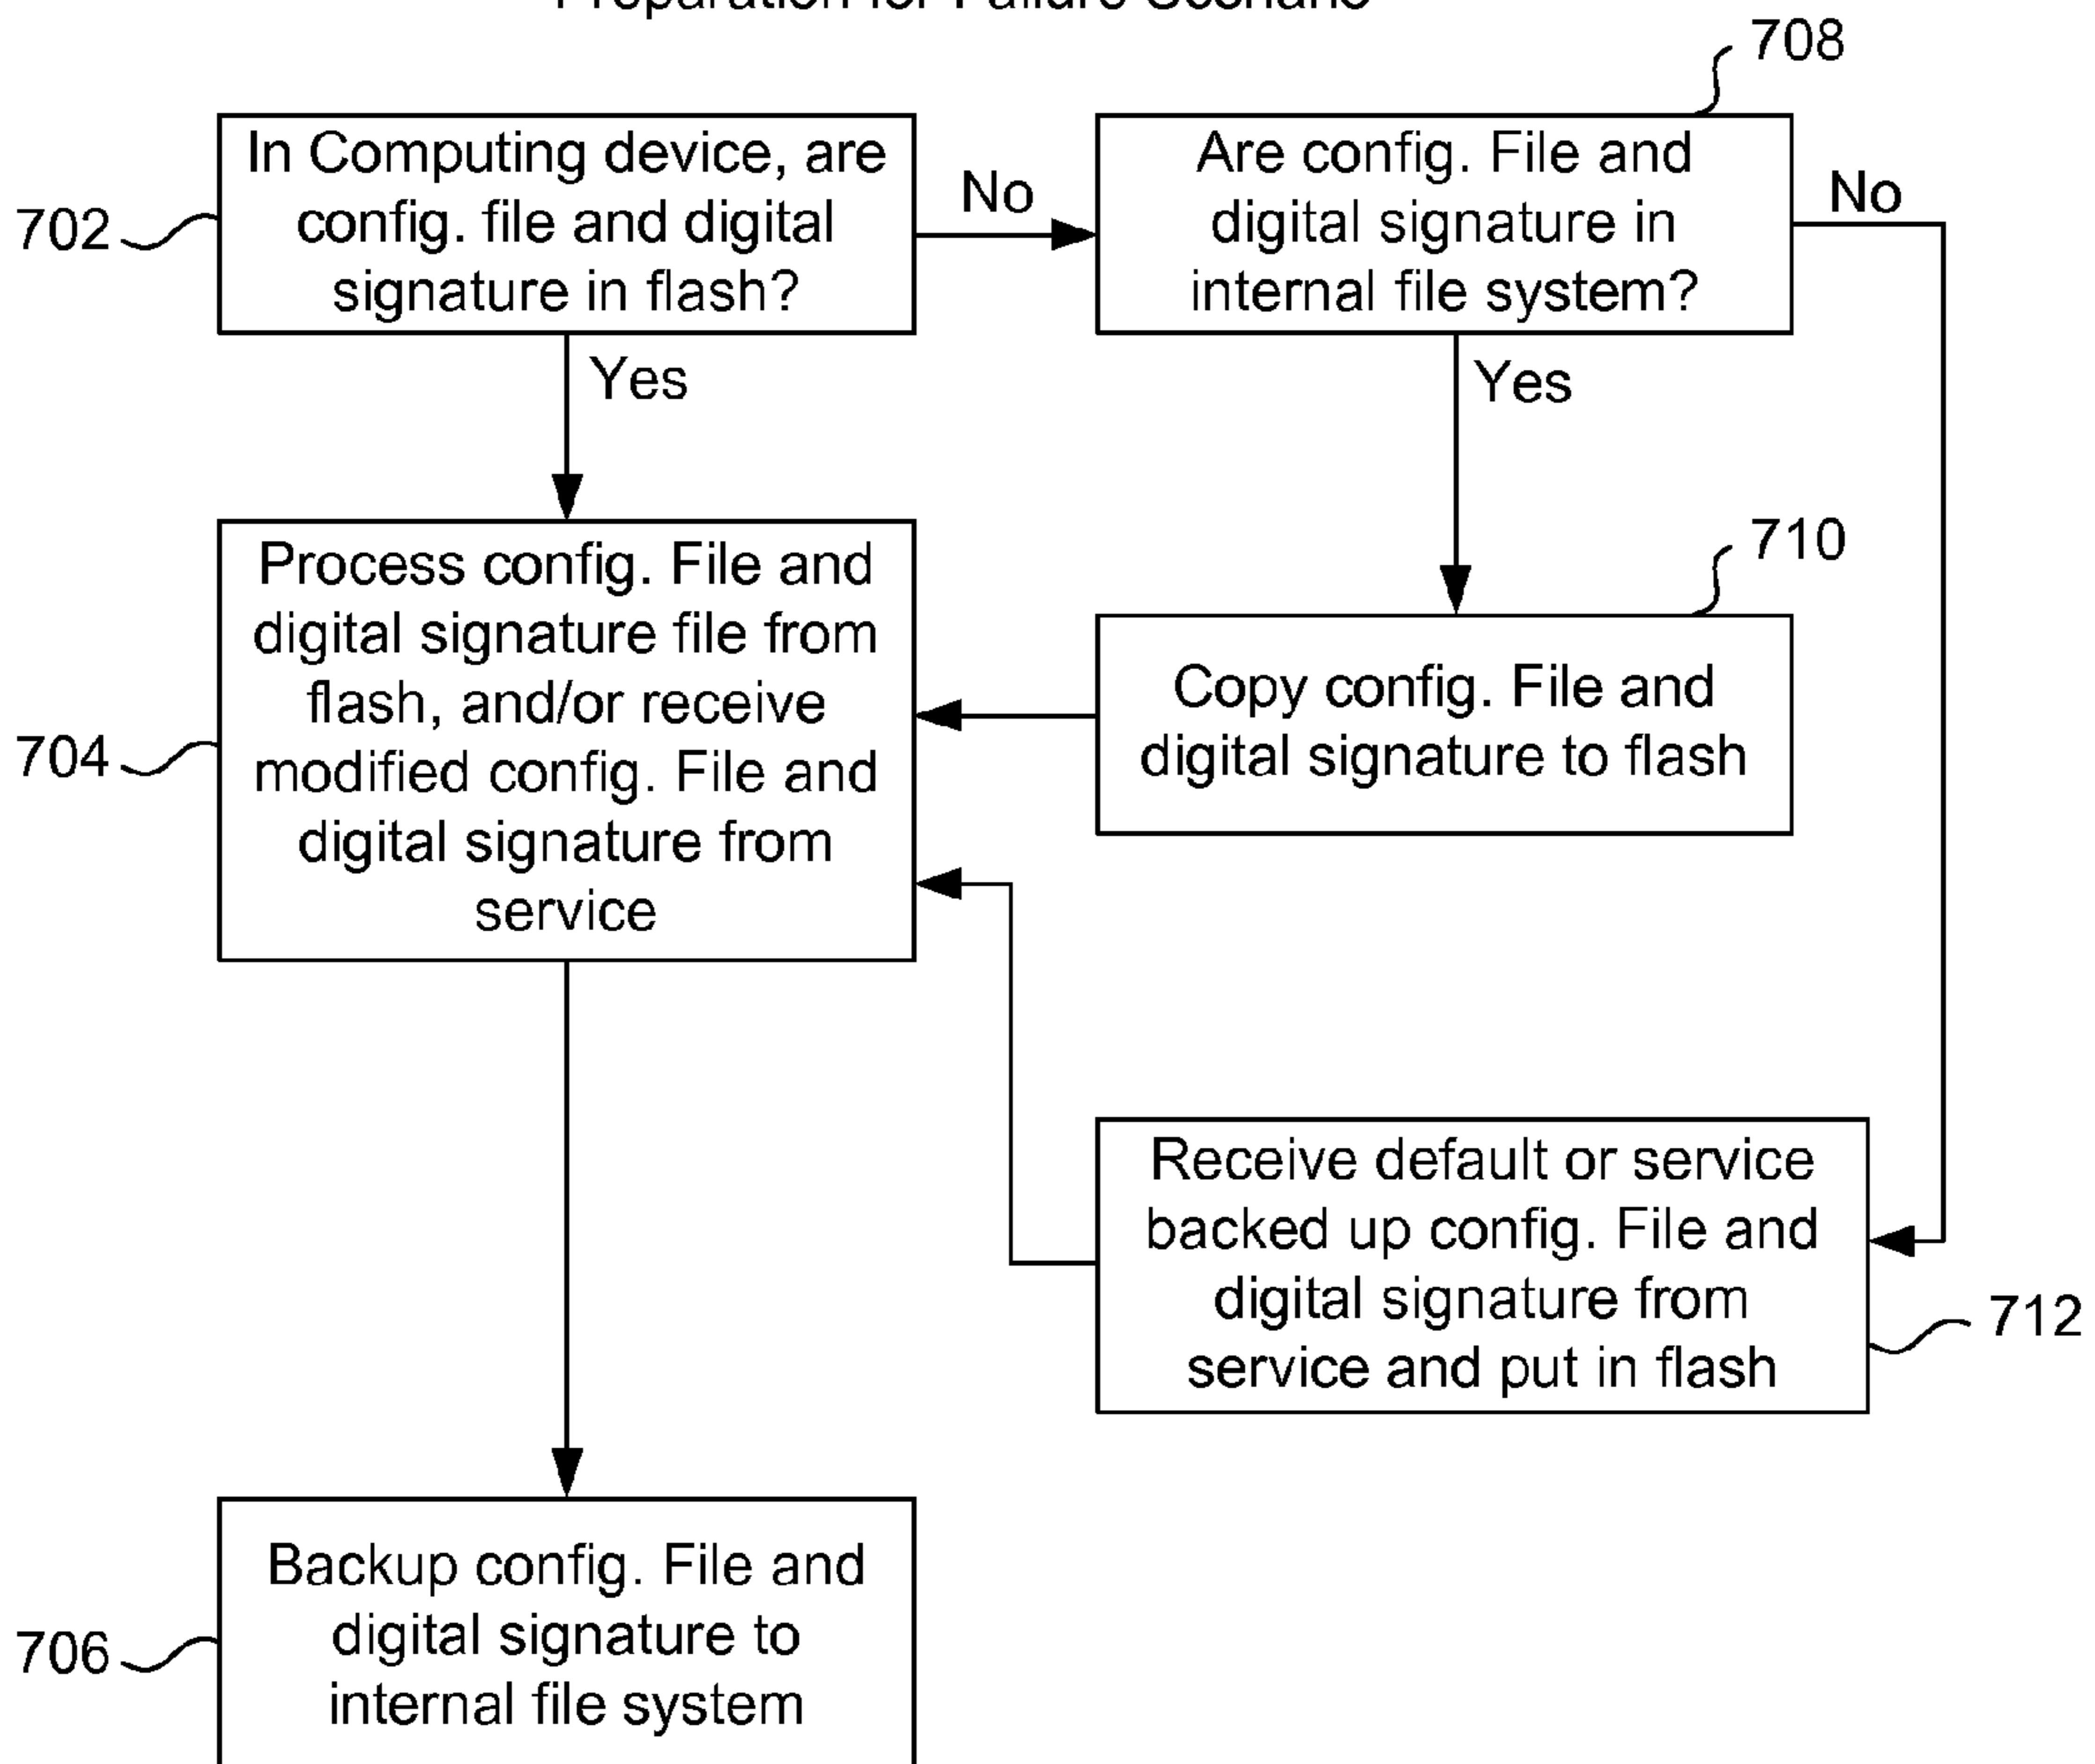 Preparation for Failure Scenario
708
In Computing device, are
config. file and digital
signature in flash?
702
No
Are config. File and
digital signature in
internal file system?
No
Yes
Yes
710
Process config. File and
digital signature file from
flash, and/or receive
modified config. File and
digital signature from
service
704
Copy config. File and
digital signature to flash
Receive default or service
backed up config. File and
digital signature from
service and put in flash
712
Backup config. File and
digital signature to
internal file system
706